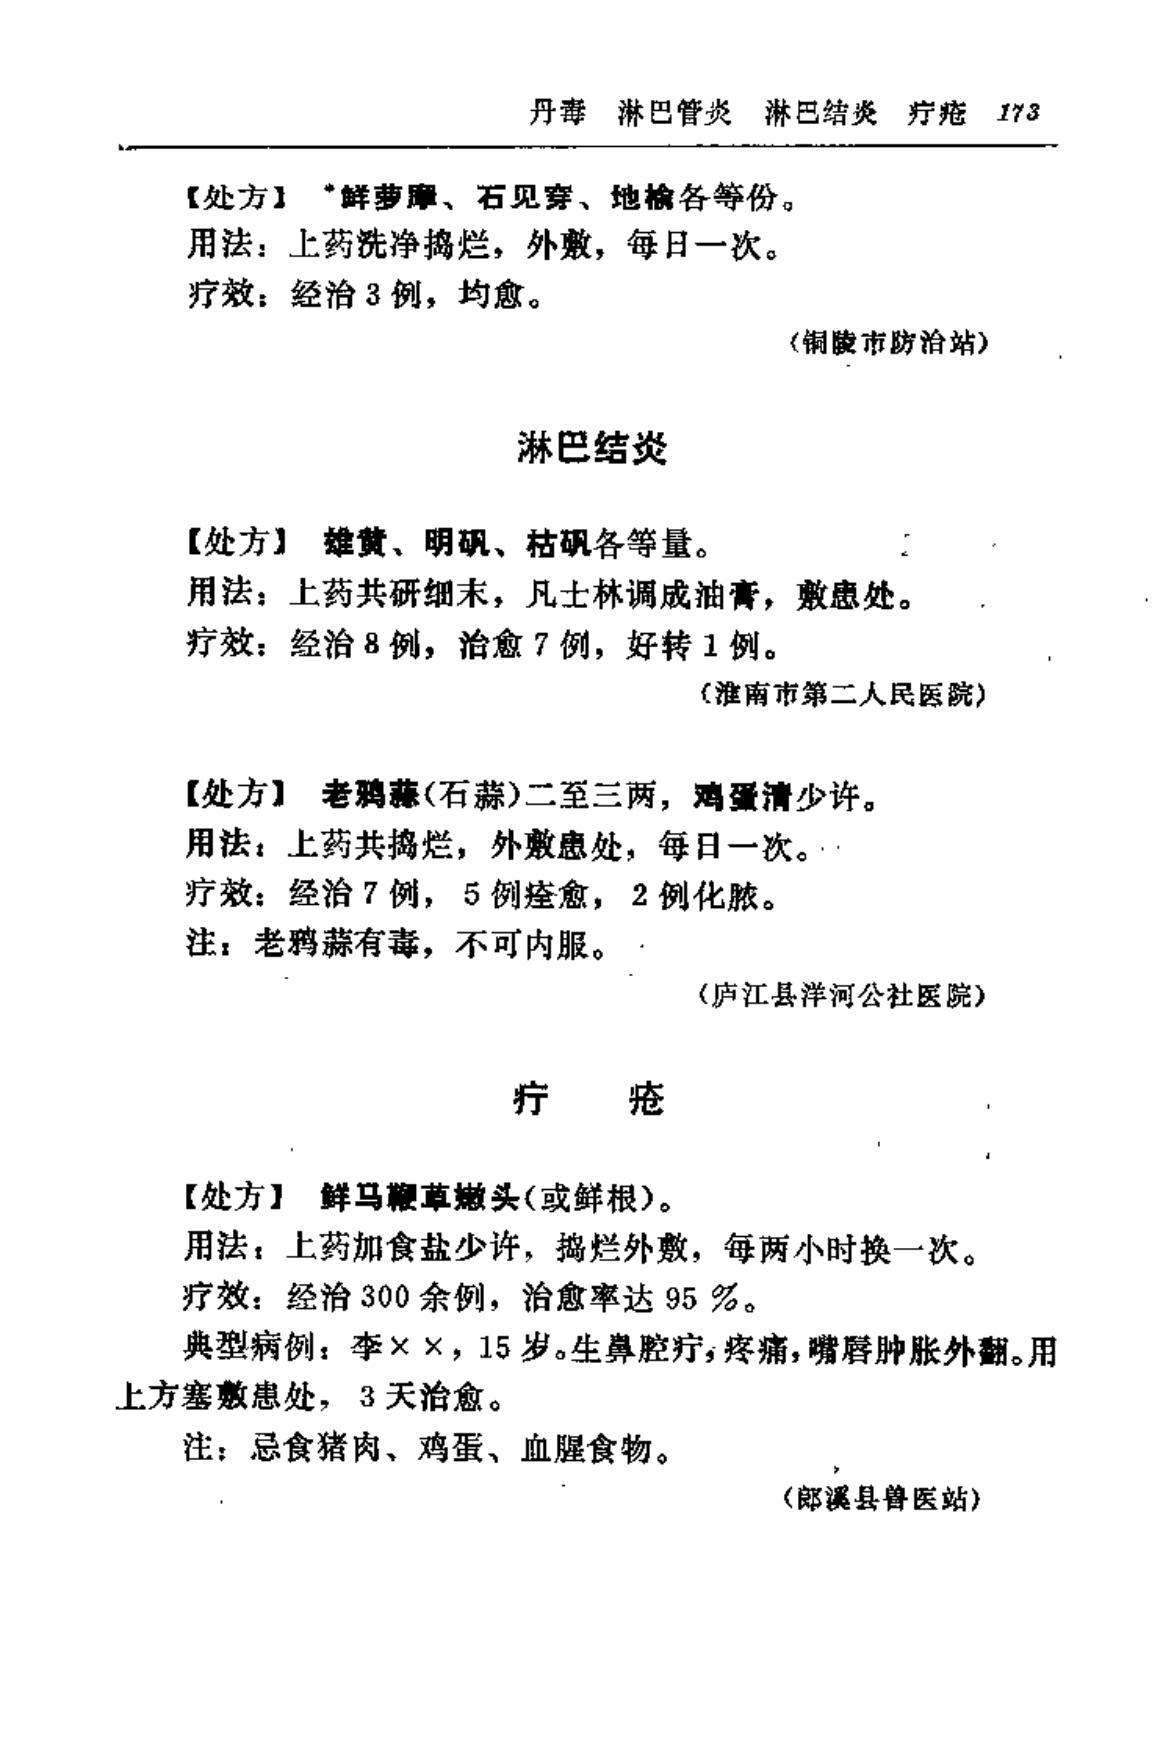 丹毒 淋巴管炎 淋巴结炎 疔疮 173
【处方】 *鲜萝摩、石见穿、地榆各等份。
用法：上药洗净捣烂，外敷，每日一次。
疗效：经治3例，均愈。
（铜陵市防治站）
淋巴结炎
【处方】 雄黄、明矾、枯矾各等量。
用法：上药共研细末，凡士林调成油膏，敷患处。
疗效：经治8例，治愈7例，好转1例。
（淮南市第二人民医院）
【处方】 老鸦蒜（石蒜）二至三两，鸡蛋清少许。
用法：上药共捣烂，外敷患处，每日一次。
疗效：经治7例，5例痊愈，2例化脓。
注：老鸦蒜有毒，不可内服。
（庐江县洋河公社医院）
疔 疮
【处方】 鲜马鞭草嫩头（或鲜根）。
用法：上药加食盐少许，捣烂外敷，每两小时换一次。
疗效：经治300余例，治愈率达95%。
典型病例：李××，15岁。生鼻腔疔，疼痛，嘴唇肿胀外翻。用
上方塞敷患处，3天治愈。
注：忌食猪肉、鸡蛋、血腥食物。
（郎溪县兽医站）